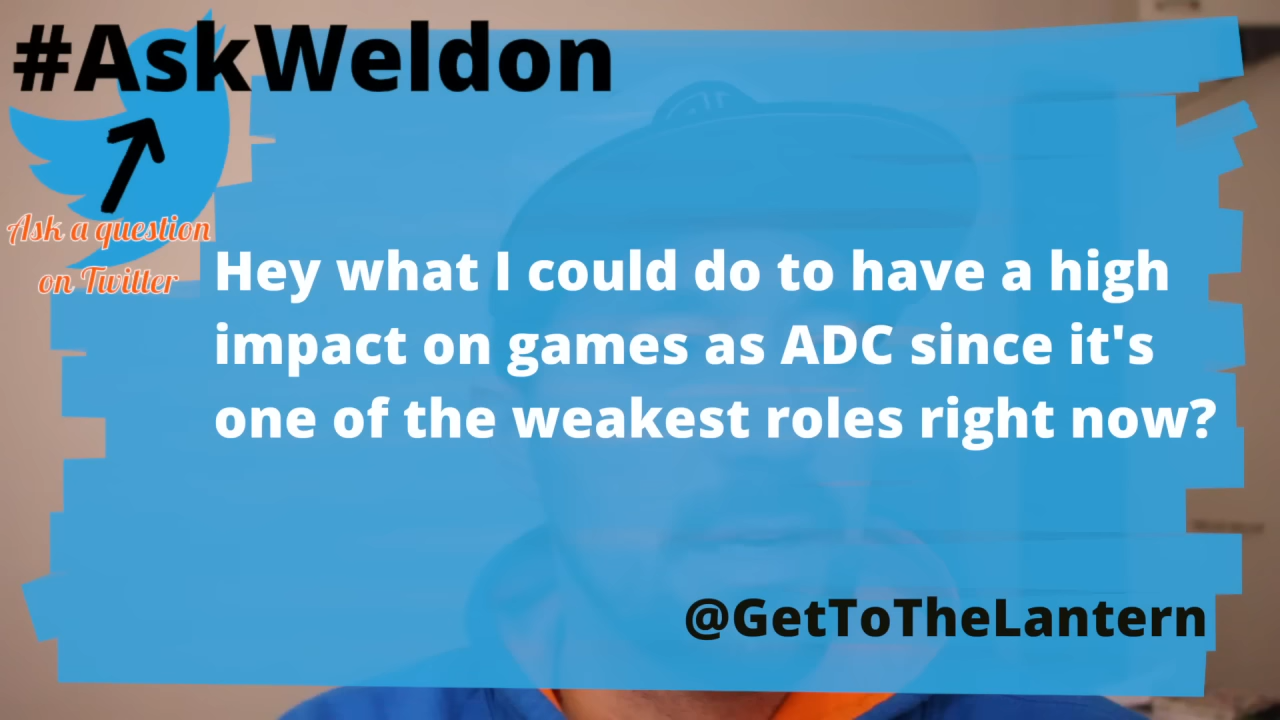 #AskWeldon
Ask a question
on Twitter
Hey what I could do to have a high
impact on games as ADC since it's
one of the weakest roles right now?
@GetToTheLantern